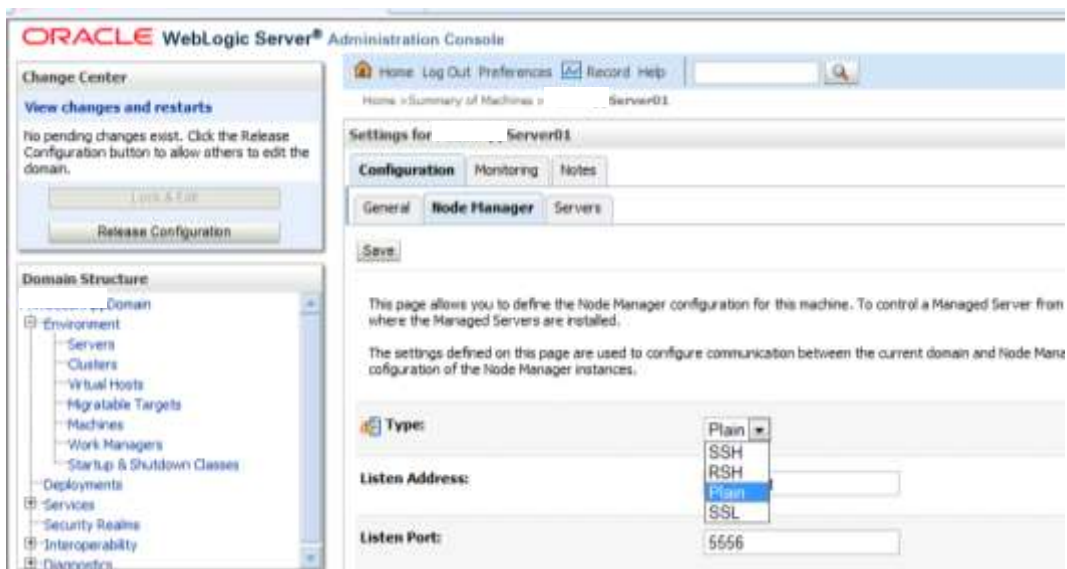 ORACLE WebLogic Server® Administration Console
Change Center
View changes and restarts
No pending changes exist. Click the Release
Configuration button to allow others to edit the
domain.
Lock & Edit
Release Configuration
Domain Structure
Domain
Environment
Servers
Clusters
Virtual Hosts
Migratable Targets
Machines
Work Managers
Startup & Shutdown Classes
Deployments
Services
Security Realms
Interoperability
Diagnostics
Home Log Out Preferences Record Help
Home >Summary of Machines > Server01
Settings for Server01
Configuration Monitoring Notes
General Node Manager Servers
Save
This page allows you to define the Node Manager configuration for this machine. To control a Managed Server from
where the Managed Servers are installed.
The settings defined on this page are used to configure communication between the current domain and Node Mana
cofiguration of the Node Manager instances.
Type:
Plain
SSH
RSH
Plain
SSL
Listen Address:
Listen Port:
5556